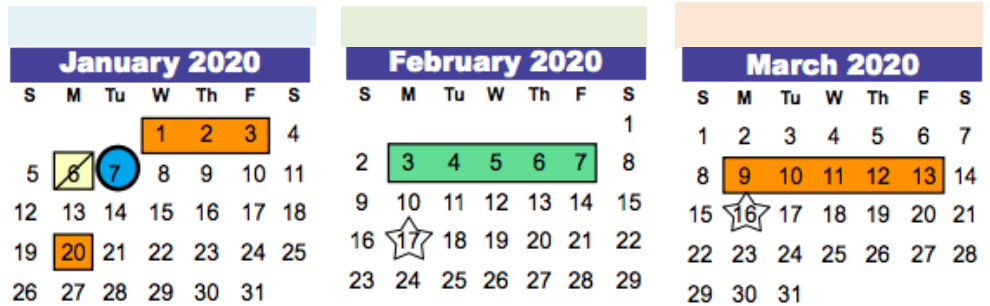 January 2020
S M Tu W Th F S
1 2 3 4
5 6 7 8 9 10 11
12 13 14 15 16 17 18
19 20 21 22 23 24 25
26 27 28 29 30 31
February 2020
S M Tu W Th F S
1
2 3 4 5 6 7 8
9 10 11 12 13 14 15
16 17 18 19 20 21 22
23 24 25 26 27 28 29
March 2020
S M Tu W Th F S
1 2 3 4 5 6 7
8 9 10 11 12 13 14
15 16 17 18 19 20 21
22 23 24 25 26 27 28
29 30 31